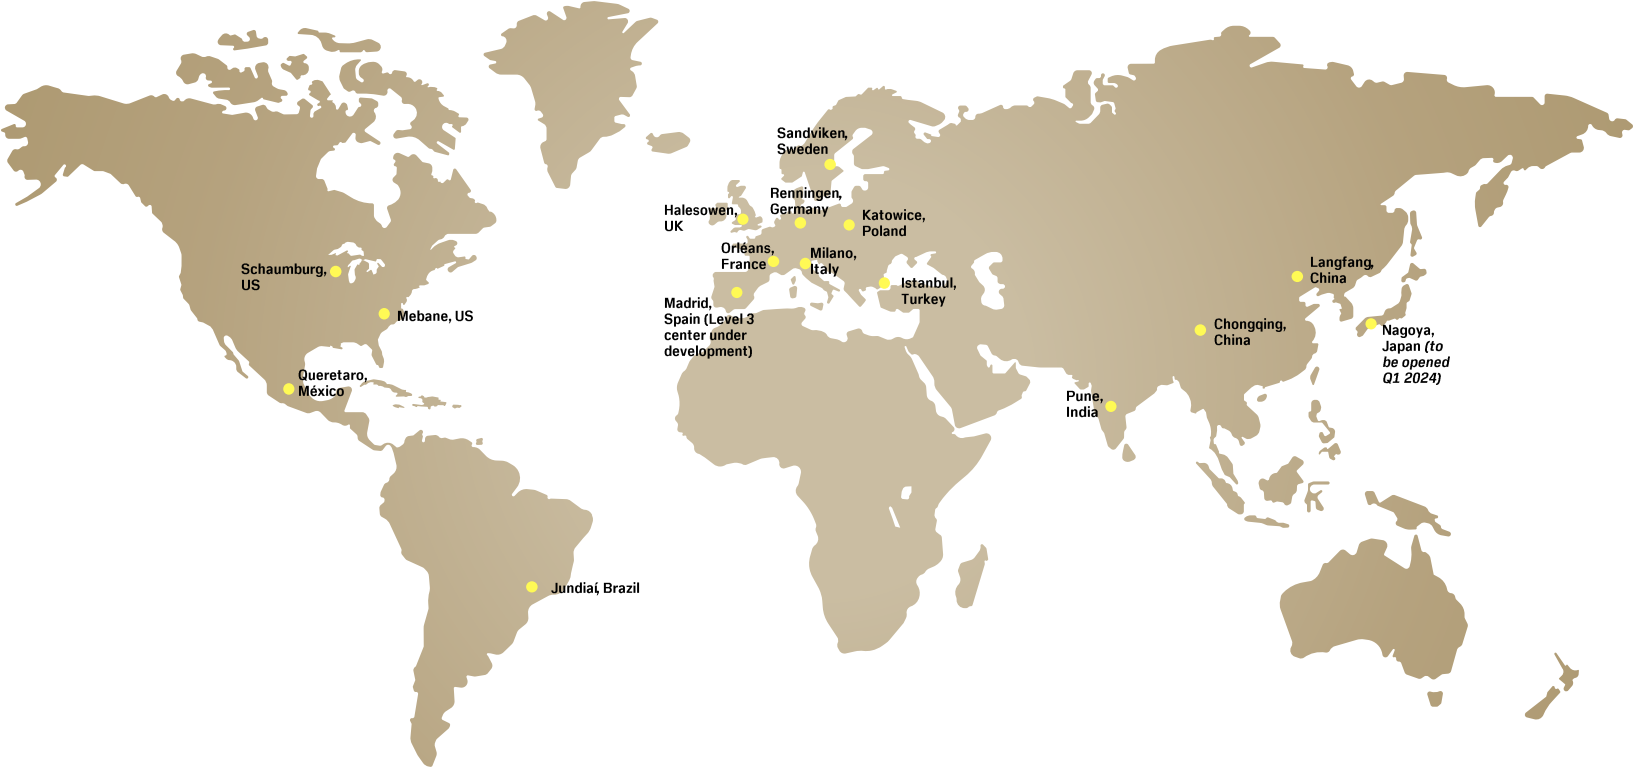 Sandviken,
Sweden
Renningen,
Germany
Halesowen,
UK
Katowice,
Poland
Orléans,
France
Milano,
Italy
Schaumburg,
US
Langfang,
China
Istanbul,
Turkey
Madrid,
Spain (Level 3
center under
development)
Mebane, US
Chongqing,
China
Nagoya,
Japan (to
be opened
Q1 2024)
Queretaro,
México
Pune,
India
Jundiaí, Brazil